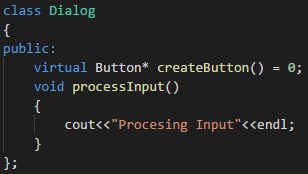 class Dialog
{
public:
    virtual Button* createButton() = 0;
    void processInput()
    {
        cout<<"Procesing Input"<<endl;
    }
};